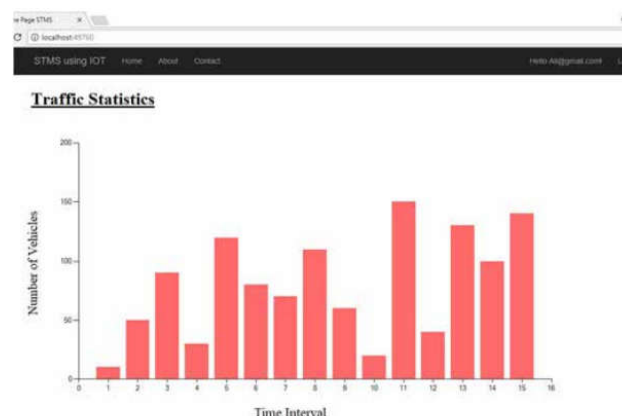 Page STMS
localhost:45760
STMS using IOT Home About Contact Hello Ali@gmail.com!
Traffic Statistics
Number of Vehicles
200
150
100
50
0
0 1 2 3 4 5 6 7 8 9 10 11 12 13 14 15 16
Time Interval